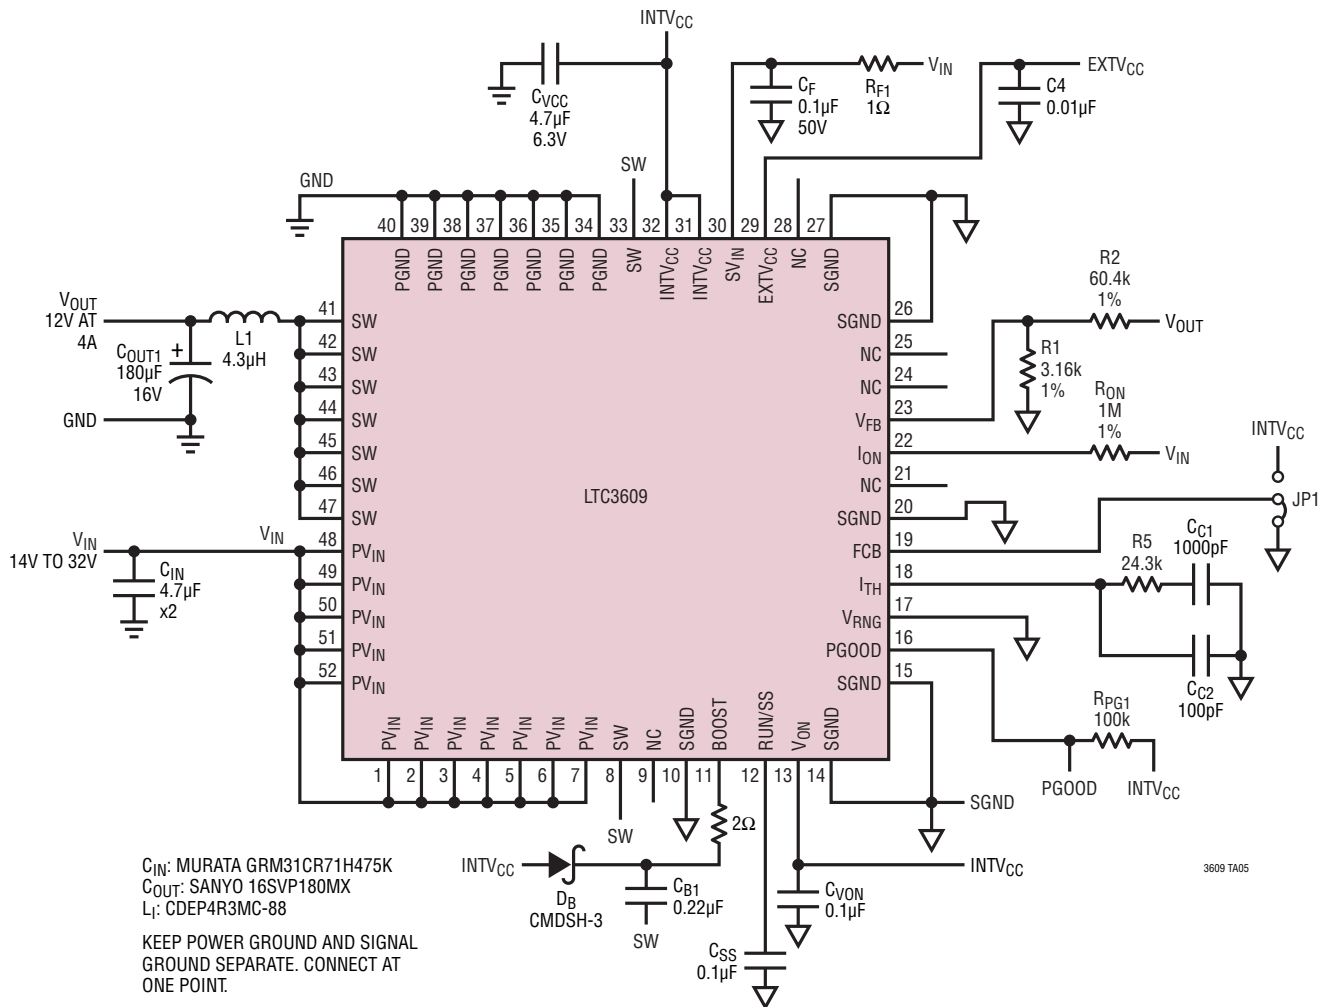 INTVCC
CVCC
4.7µF
6.3V
CF
0.1µF
50V
RF1
1Ω
VIN
EXTVCC
C4
0.01µF
GND
SW
40 39 38 37 36 35 34 33 32 31 30 29 28 27
PGND PGND PGND PGND PGND PGND PGND SW INTVCC INTVCC SVIN EXTVCC NC SGND
VOUT
12V AT
4A
COUT1
180µF
16V
+
L1
4.3µH
GND
VIN
14V TO 32V
VIN
CIN
4.7µF
x2
41 SW
42 SW
43 SW
44 SW
45 SW
46 SW
47 SW
48 PVIN
49 PVIN
50 PVIN
51 PVIN
52 PVIN
LTC3609
SGND 26
NC 25
NC 24
VFB 23
ION 22
NC 21
SGND 20
FCB 19
ITH 18
VRNG 17
PGOOD 16
SGND 15
R2
60.4k
1%
VOUT
R1
3.16k
1%
RON
1M
1%
VIN
INTVCC
JP1
R5
24.3k
CC1
1000pF
CC2
100pF
RPG1
100k
PGOOD
INTVCC
PVIN PVIN PVIN PVIN PVIN PVIN PVIN SW NC SGND BOOST RUN/SS VON SGND
1 2 3 4 5 6 7 8 9 10 11 12 13 14
SW
2Ω
SGND
INTVCC
DB
CMDSH-3
CB1
0.22µF
SW
CVON
0.1µF
INTVCC
CSS
0.1µF
CIN: MURATA GRM31CR71H475K
COUT: SANYO 16SVP180MX
LI: CDEP4R3MC-88
KEEP POWER GROUND AND SIGNAL
GROUND SEPARATE. CONNECT AT
ONE POINT.
3609 TA05